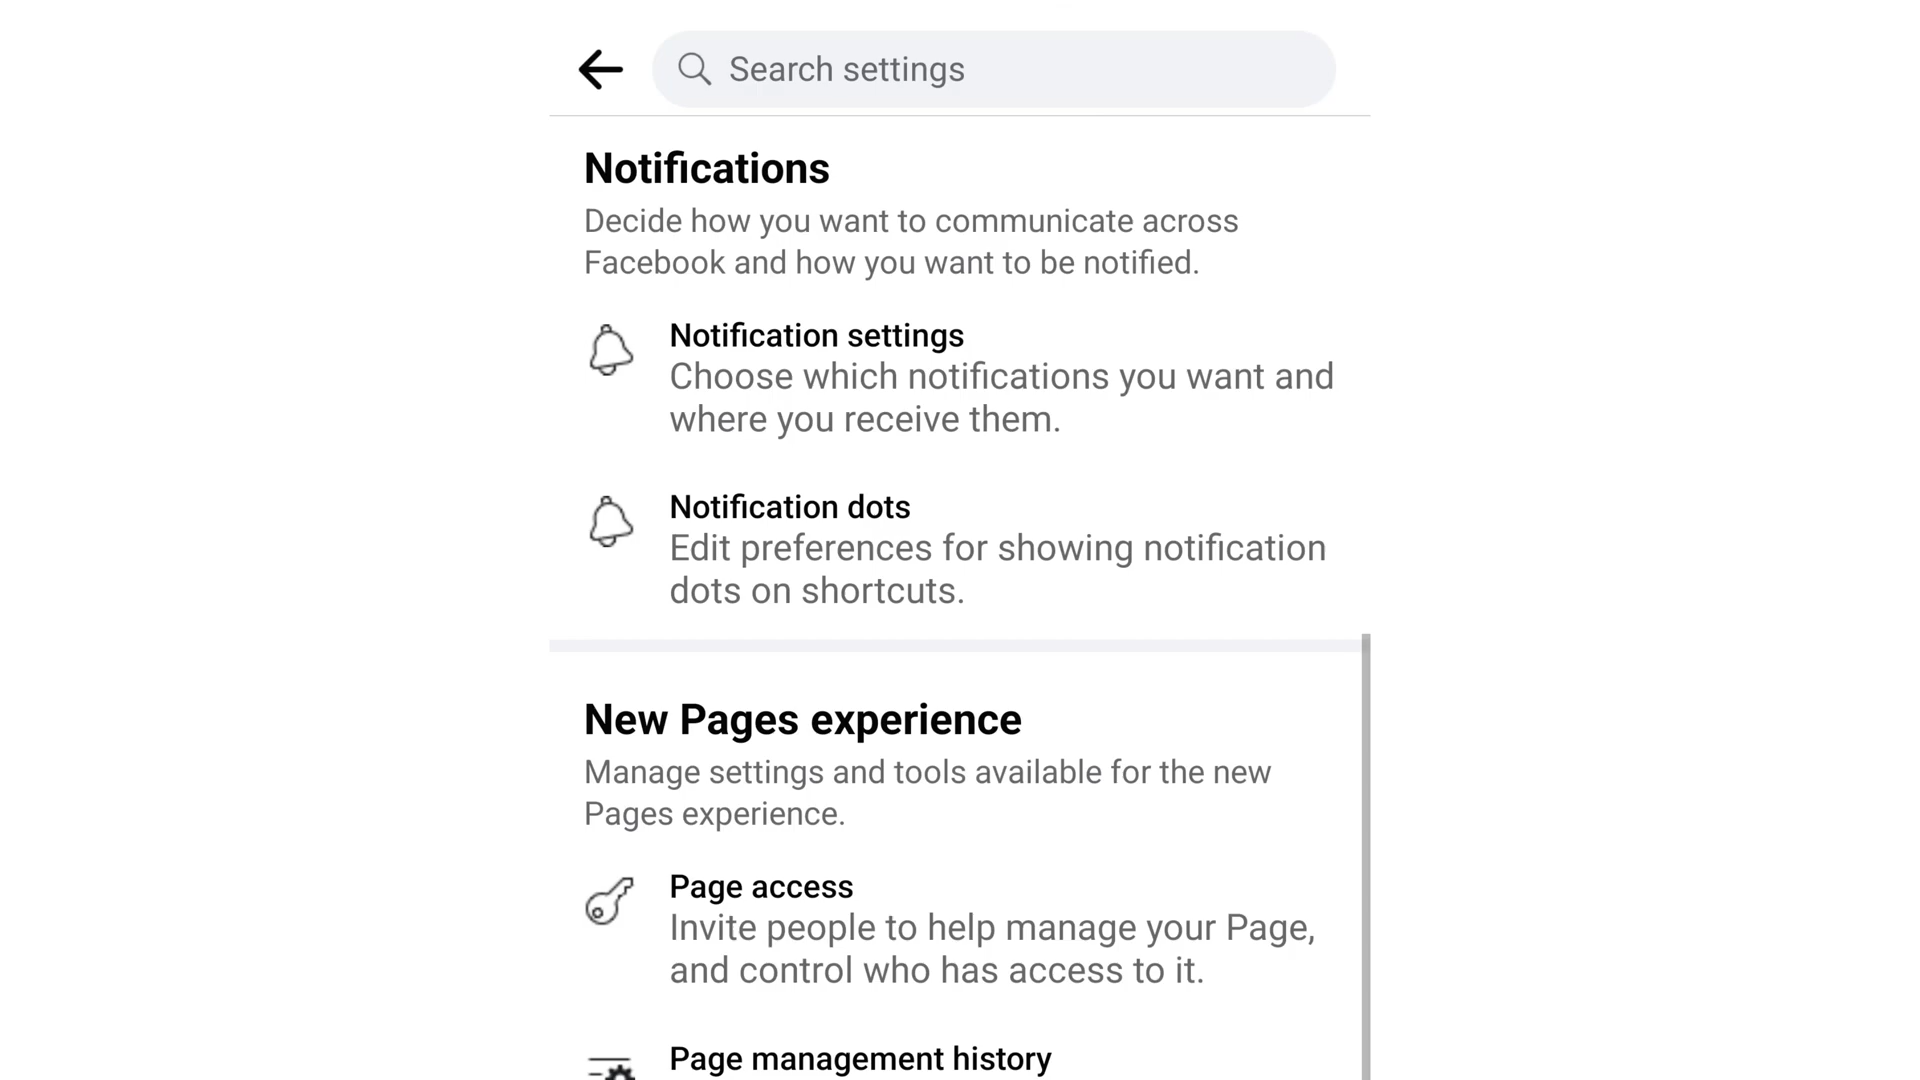 Search settings
Notifications
Decide how you want to communicate across
Facebook and how you want to be notified.
Notification settings
Choose which notifications you want and
where you receive them.
Notification dots
Edit preferences for showing notification
dots on shortcuts.
New Pages experience
Manage settings and tools available for the new
Pages experience.
Page access
Invite people to help manage your Page,
and control who has access to it.
Page management history